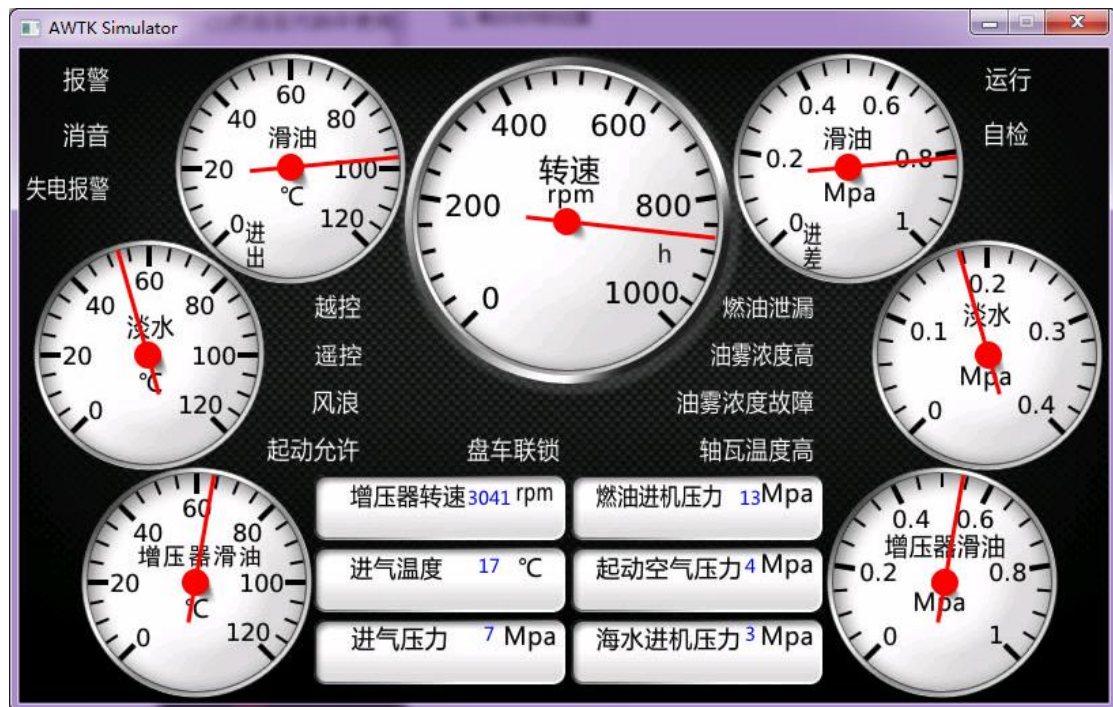 AWTK Simulator
报警
消音
失电报警
0
20
40
60
80
100
120
滑油
℃
进出
0
200
400
600
800
1000
转速
rpm
h
0
0.2
0.4
0.6
0.8
1
滑油
Mpa
进差
运行
自检
0
20
40
60
80
100
120
淡水
℃
越控
遥控
风浪
起动允许
盘车联锁
燃油泄漏
油雾浓度高
油雾浓度故障
轴瓦温度高
0
0.1
0.2
0.3
0.4
淡水
Mpa
0
20
40
60
80
100
120
增压器滑油
℃
增压器转速 3041 rpm
进气温度 17 ℃
进气压力 7 Mpa
燃油进机压力 13 Mpa
起动空气压力 4 Mpa
海水进机压力 3 Mpa
0
0.2
0.4
0.6
0.8
1
增压器滑油
Mpa